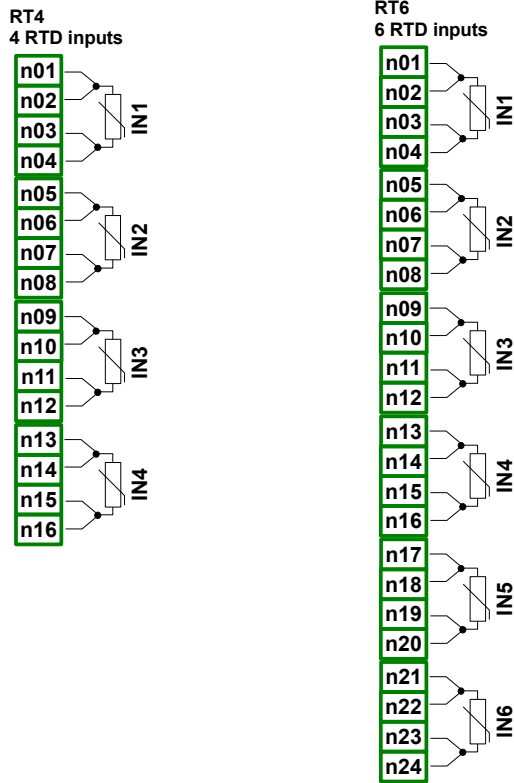 RT4
4 RTD inputs
n01
n02
n03
n04
IN1
n05
n06
n07
n08
IN2
n09
n10
n11
n12
IN3
n13
n14
n15
n16
IN4
RT6
6 RTD inputs
n01
n02
n03
n04
IN1
n05
n06
n07
n08
IN2
n09
n10
n11
n12
IN3
n13
n14
n15
n16
IN4
n17
n18
n19
n20
IN5
n21
n22
n23
n24
IN6